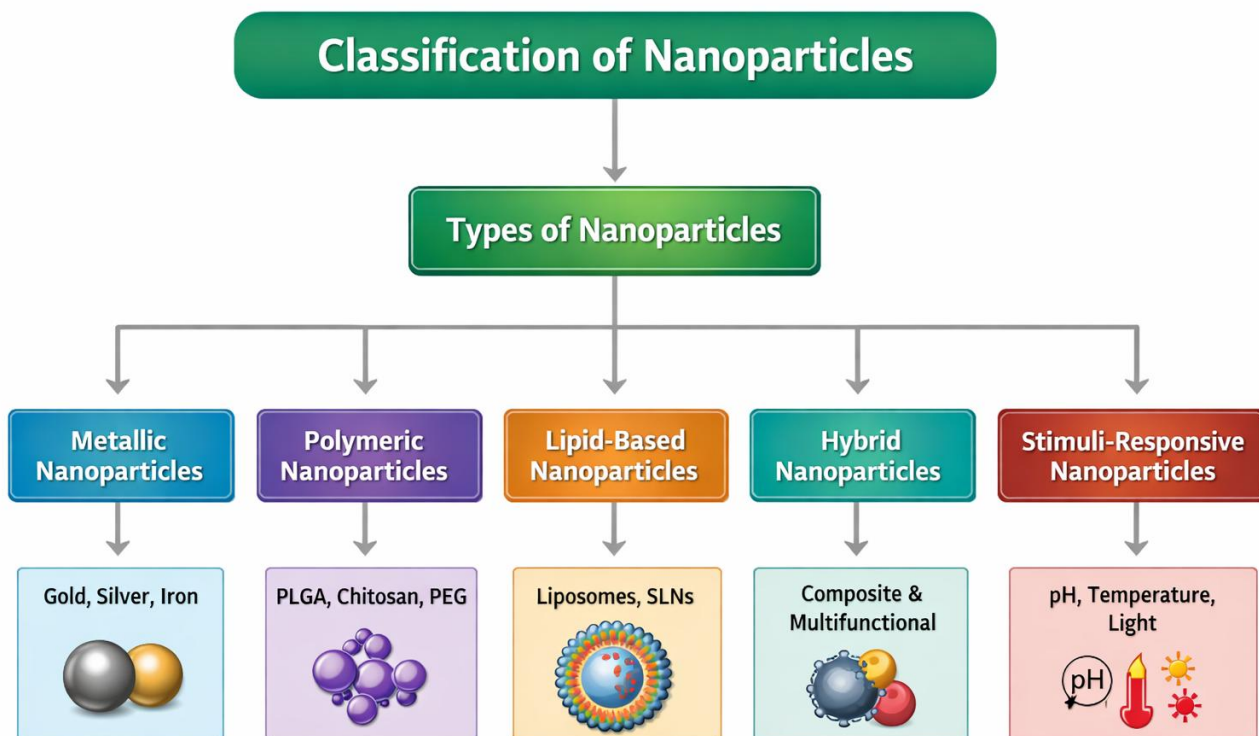 Classification of Nanoparticles
Types of Nanoparticles
Metallic
Nanoparticles
Polymeric
Nanoparticles
Lipid-Based
Nanoparticles
Hybrid
Nanoparticles
Stimuli-Responsive
Nanoparticles
Gold, Silver, Iron
PLGA, Chitosan, PEG
Liposomes, SLNs
Composite &
Multifunctional
pH, Temperature,
Light
pH